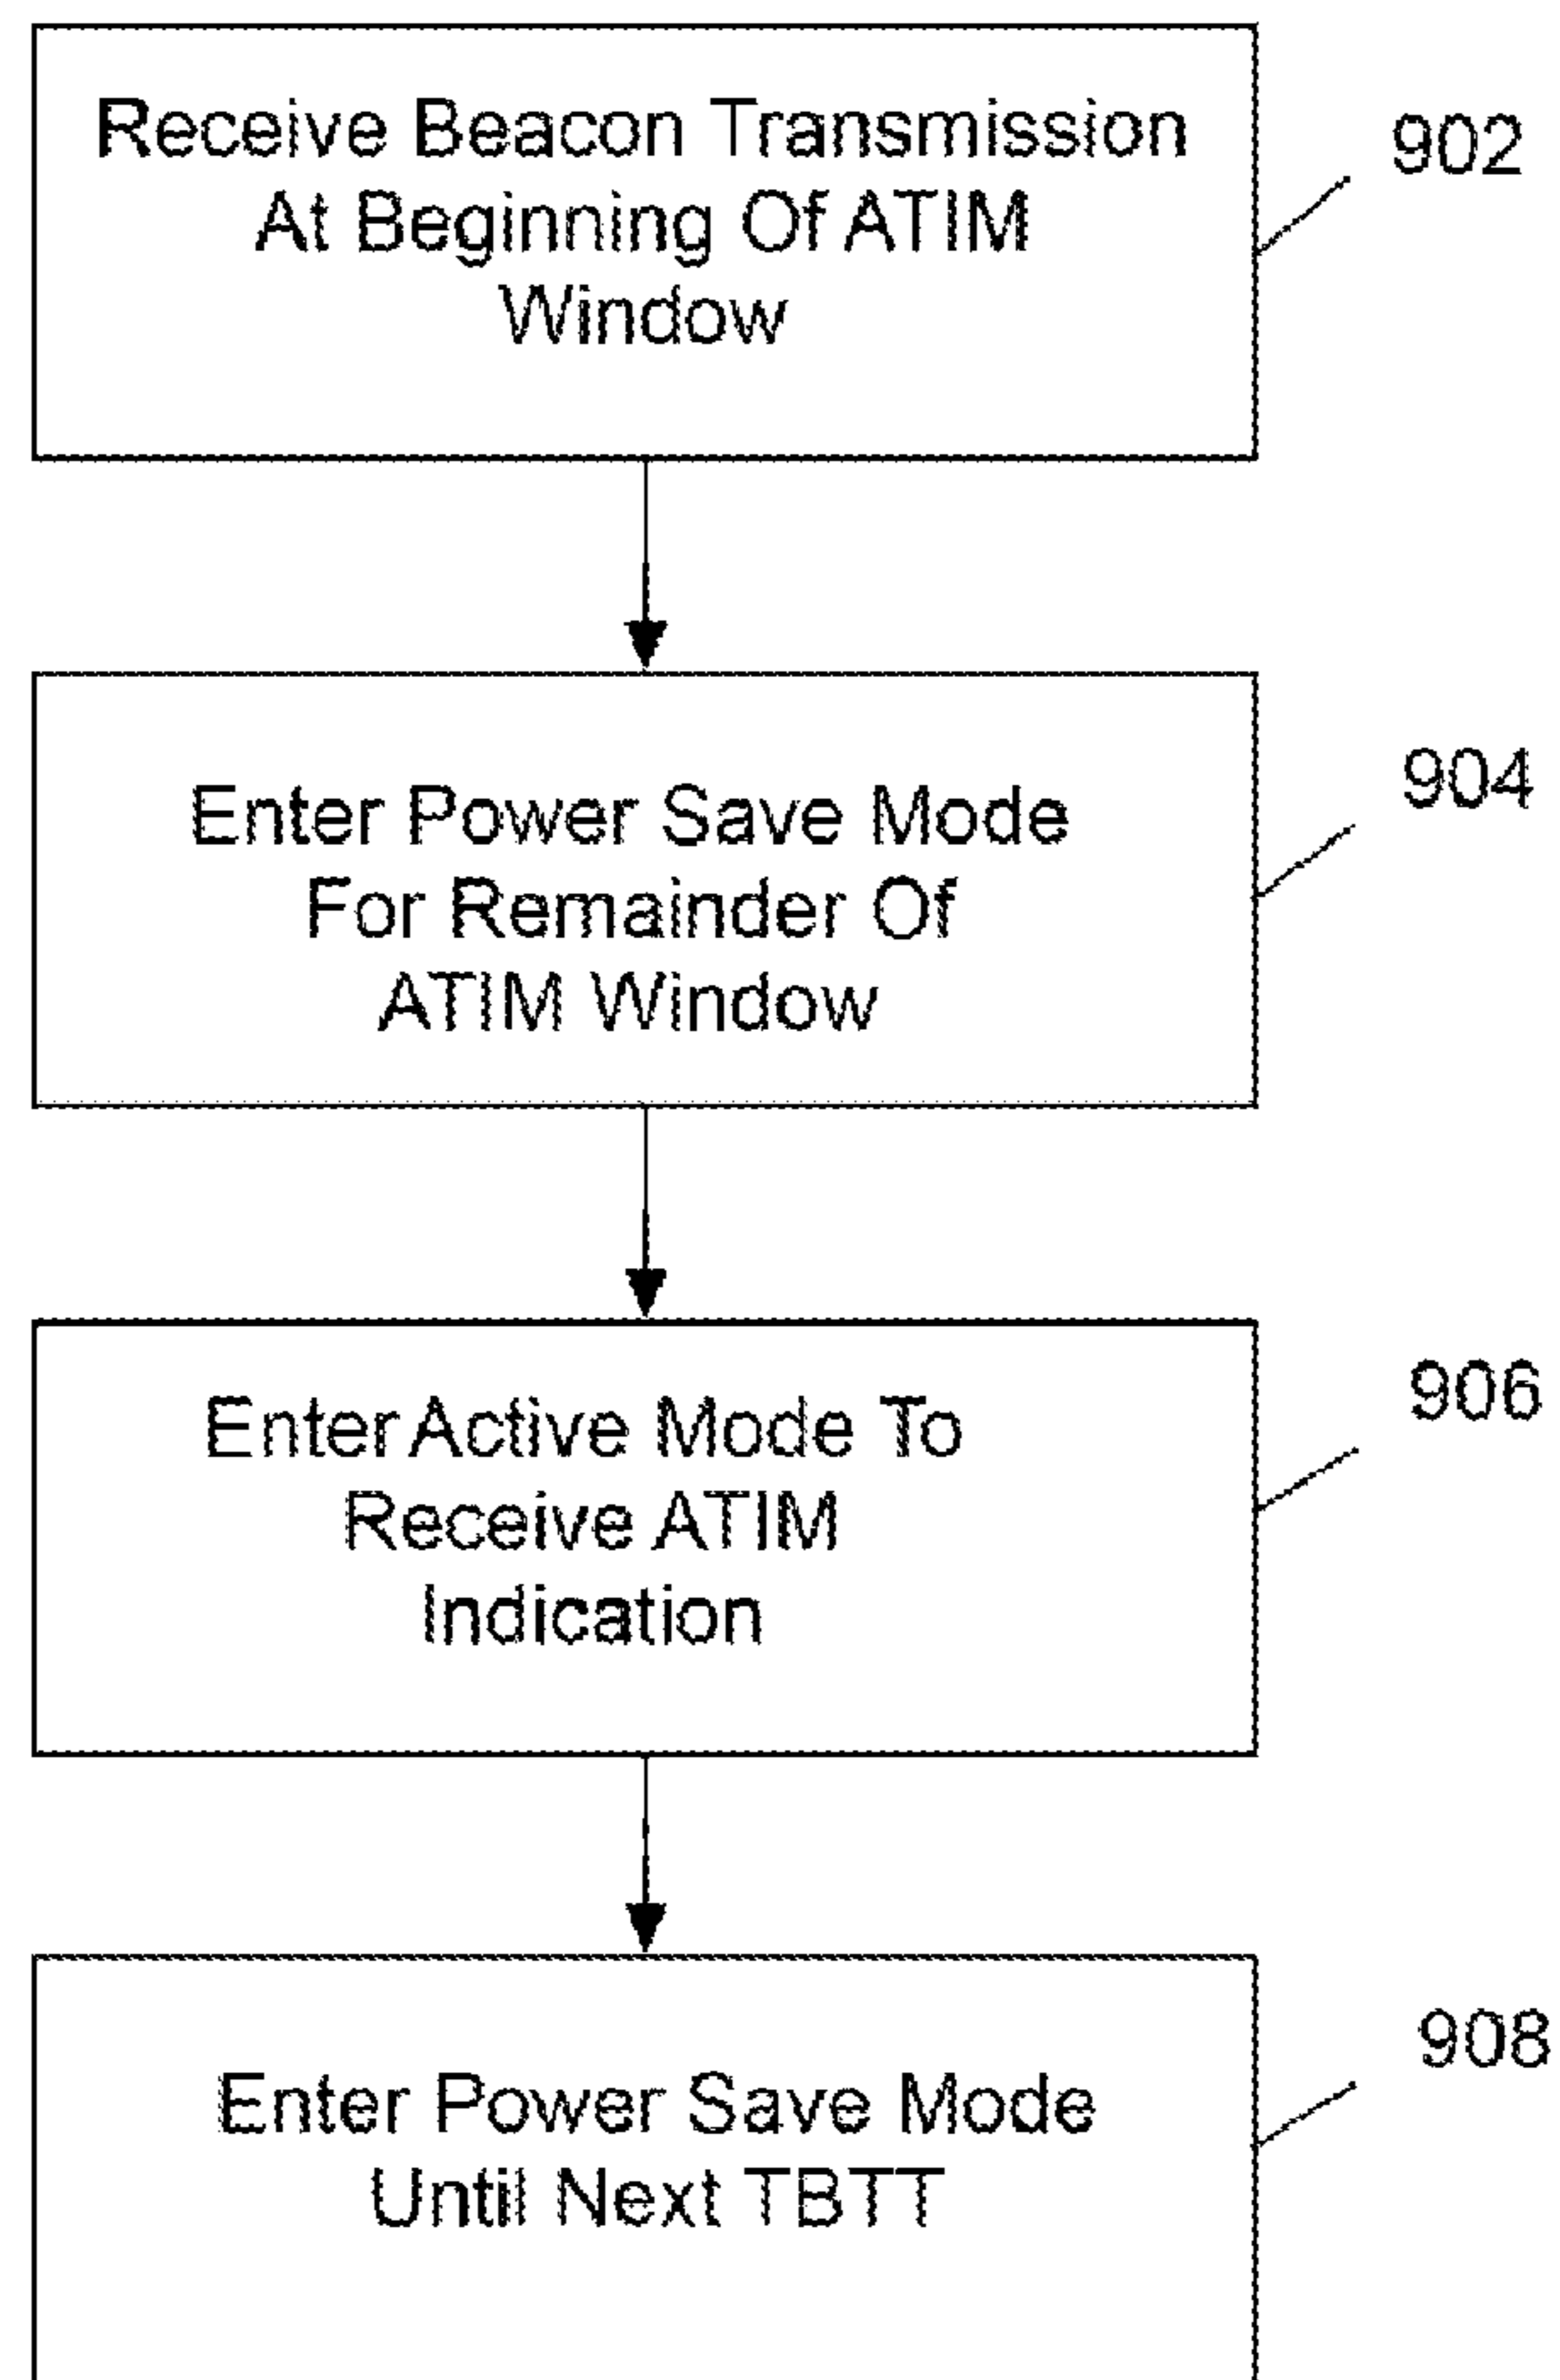 Receive Beacon Transmission
At Beginning Of ATIM
Window
902
Enter Power Save Mode
For Remainder Of
ATIM Window
904
Enter Active Mode To
Receive ATIM
Indication
906
Enter Power Save Mode
Until Next TBTT
908